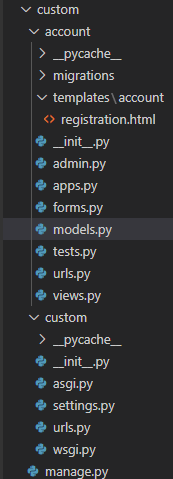 custom
account
__pycache__
migrations
templates\account
registration.html
__init__.py
admin.py
apps.py
forms.py
models.py
tests.py
urls.py
views.py
custom
__pycache__
__init__.py
asgi.py
settings.py
urls.py
wsgi.py
manage.py